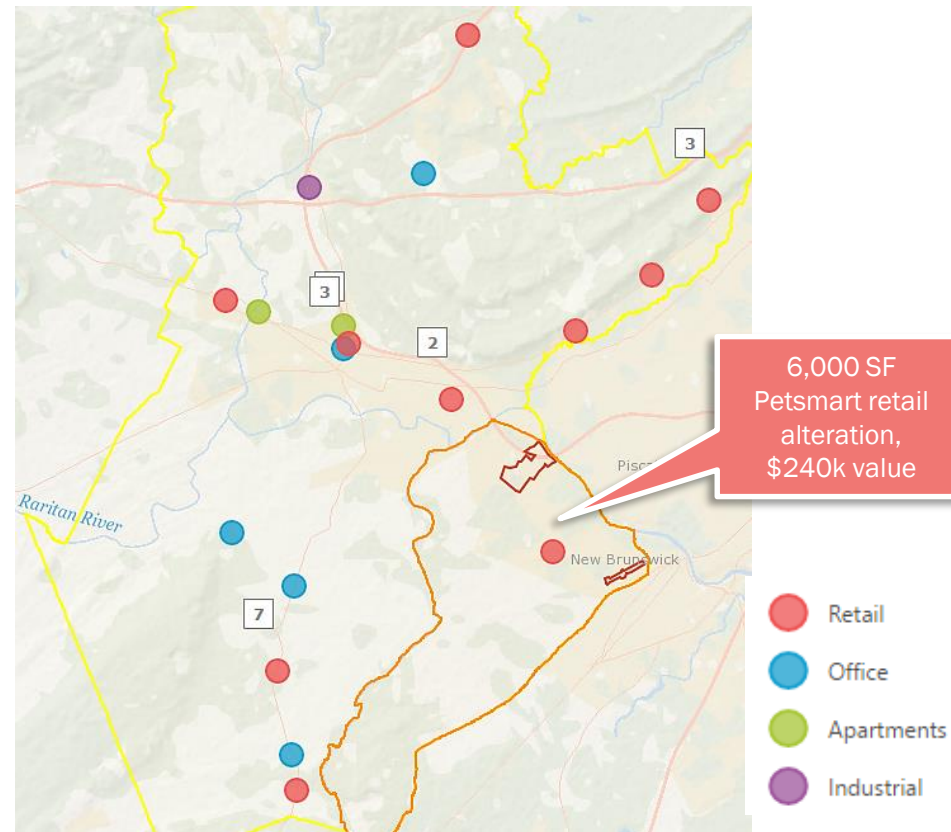 3
3
2
6,000 SF
Petsmart retail
alteration,
$240k value
Raritan River
New Brunswick
7
Retail
Office
Apartments
Industrial